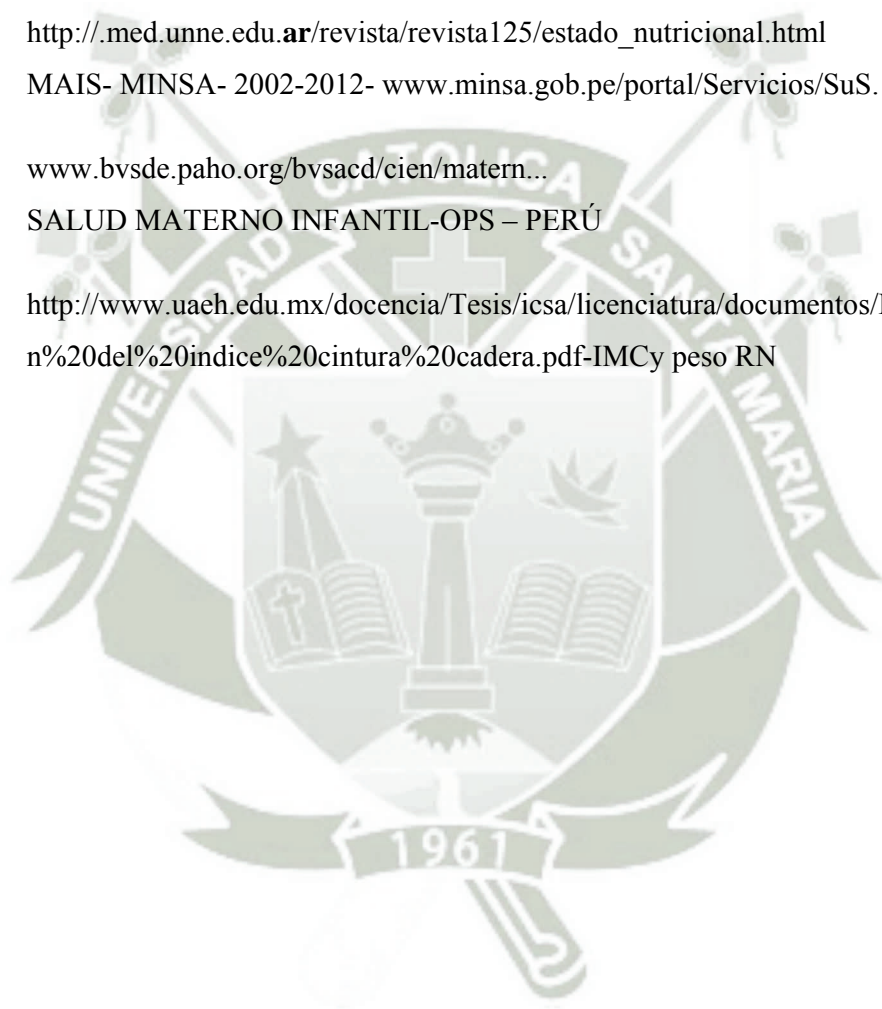 http://.med.unne.edu.ar/revista/revista125/estado_nutricional.html
MAIS- MINSA- 2002-2012- www.minsa.gob.pe/portal/Servicios/SuS.
www.bvsde.paho.org/bvsacd/cien/matern...
SALUD MATERNO INFANTIL-OPS – PERÚ
http://www.uaeh.edu.mx/docencia/Tesis/icsa/licenciatura/documentos/
n%20del%20indice%20cintura%20cadera.pdf-IMCy peso RN
UNIVERSIDAD CATOLICA SANTA MARIA
1961